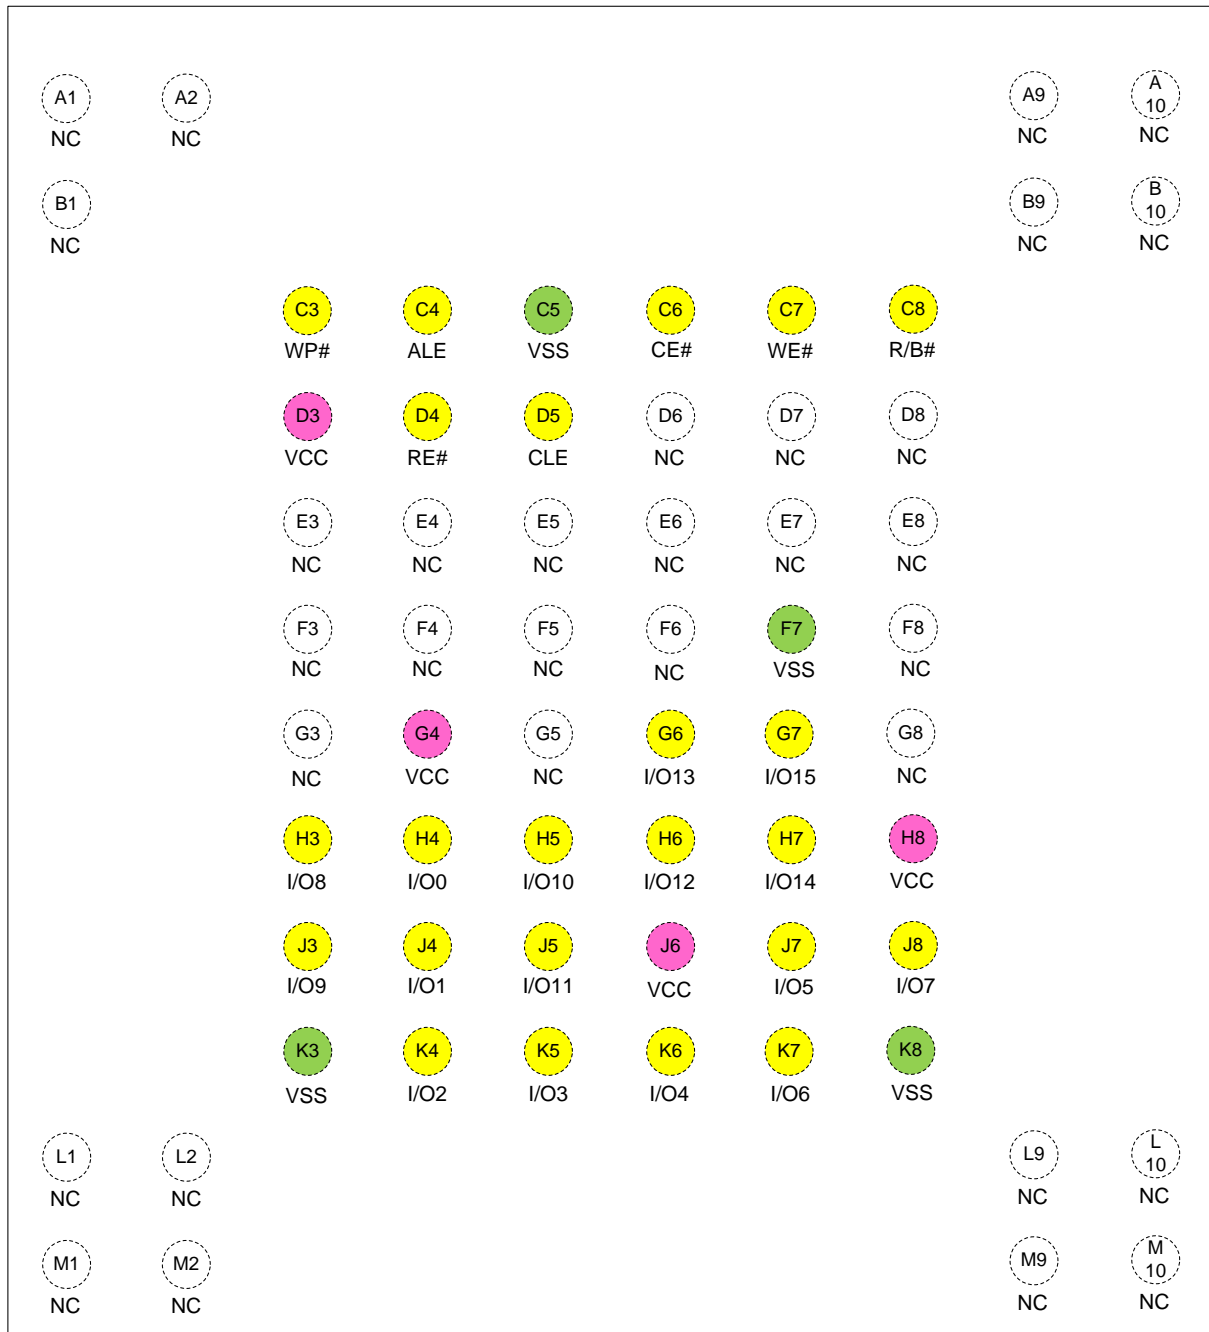 A1 A2 A9 A 10
NC NC NC NC
B1 B9 B 10
NC NC NC
C3 C4 C5 C6 C7 C8
WP# ALE VSS CE# WE# R/B#
D3 D4 D5 D6 D7 D8
VCC RE# CLE NC NC NC
E3 E4 E5 E6 E7 E8
NC NC NC NC NC NC
F3 F4 F5 F6 F7 F8
NC NC NC NC VSS NC
G3 G4 G5 G6 G7 G8
NC VCC NC I/O13 I/O15 NC
H3 H4 H5 H6 H7 H8
I/O8 I/O0 I/O10 I/O12 I/O14 VCC
J3 J4 J5 J6 J7 J8
I/O9 I/O1 I/O11 VCC I/O5 I/O7
K3 K4 K5 K6 K7 K8
VSS I/O2 I/O3 I/O4 I/O6 VSS
L1 L2 L9 L 10
NC NC NC NC
M1 M2 M9 M 10
NC NC NC NC